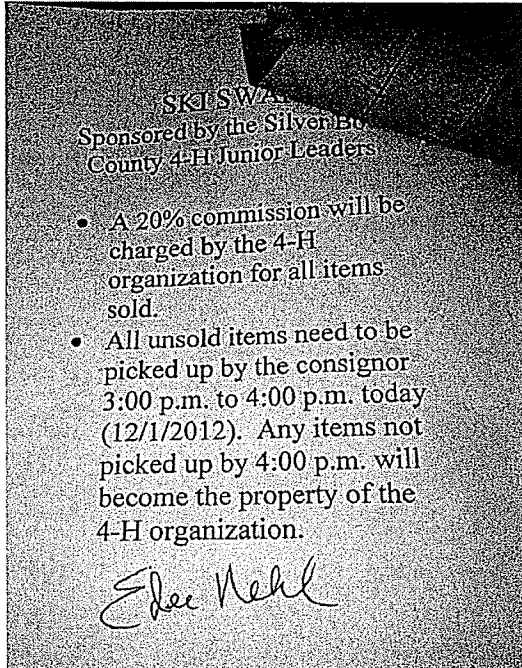 SKI
Sponsored by the Silver
County 4-H Junior Leaders
• A 20% commission will be
charged by the 4-H
organization for all items
sold.
• All unsold items need to be
picked up by the consignor
3:00 p.m. to 4:00 p.m. today
(12/1/2012). Any items not
picked up by 4:00 p.m. will
become the property of the
4-H organization.